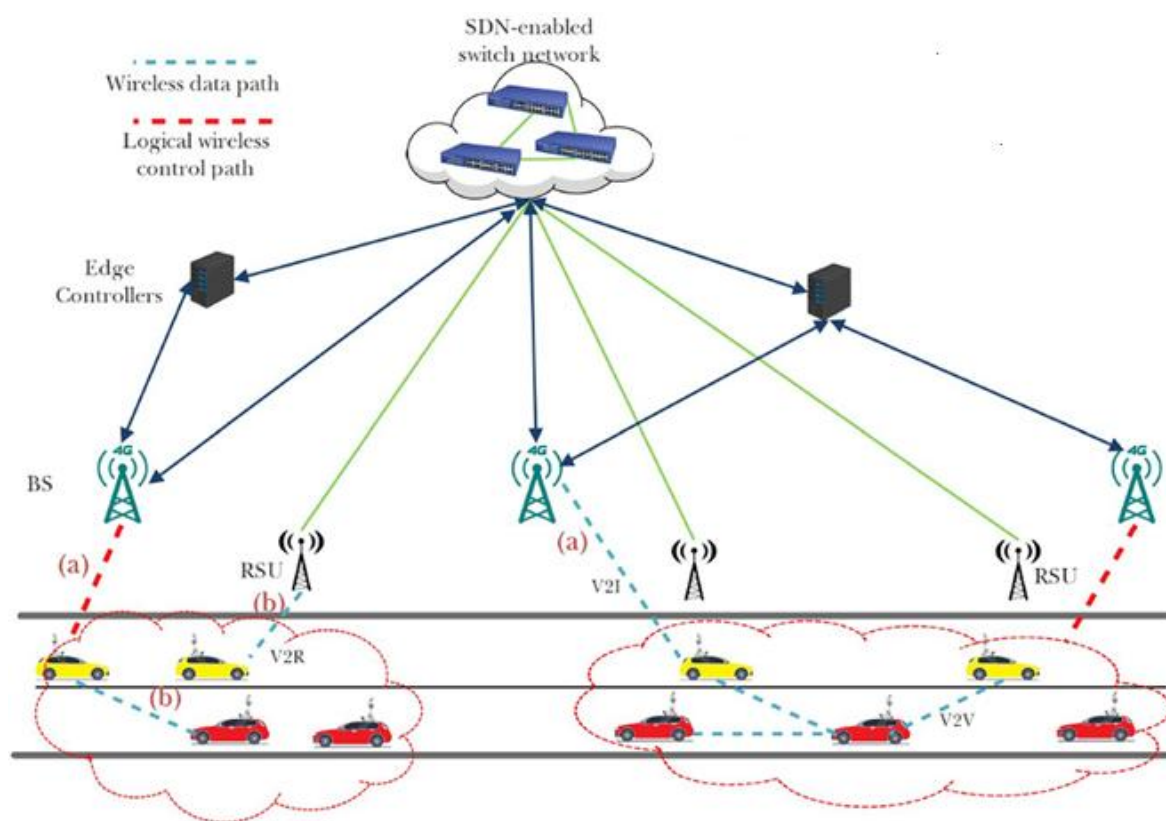 SDN-enabled
switch network
Wireless data path
Logical wireless
control path
Edge
Controllers
4G
4G
4G
BS
(a)
(a)
RSU
RSU
V2I
(b)
V2R
(b)
V2V